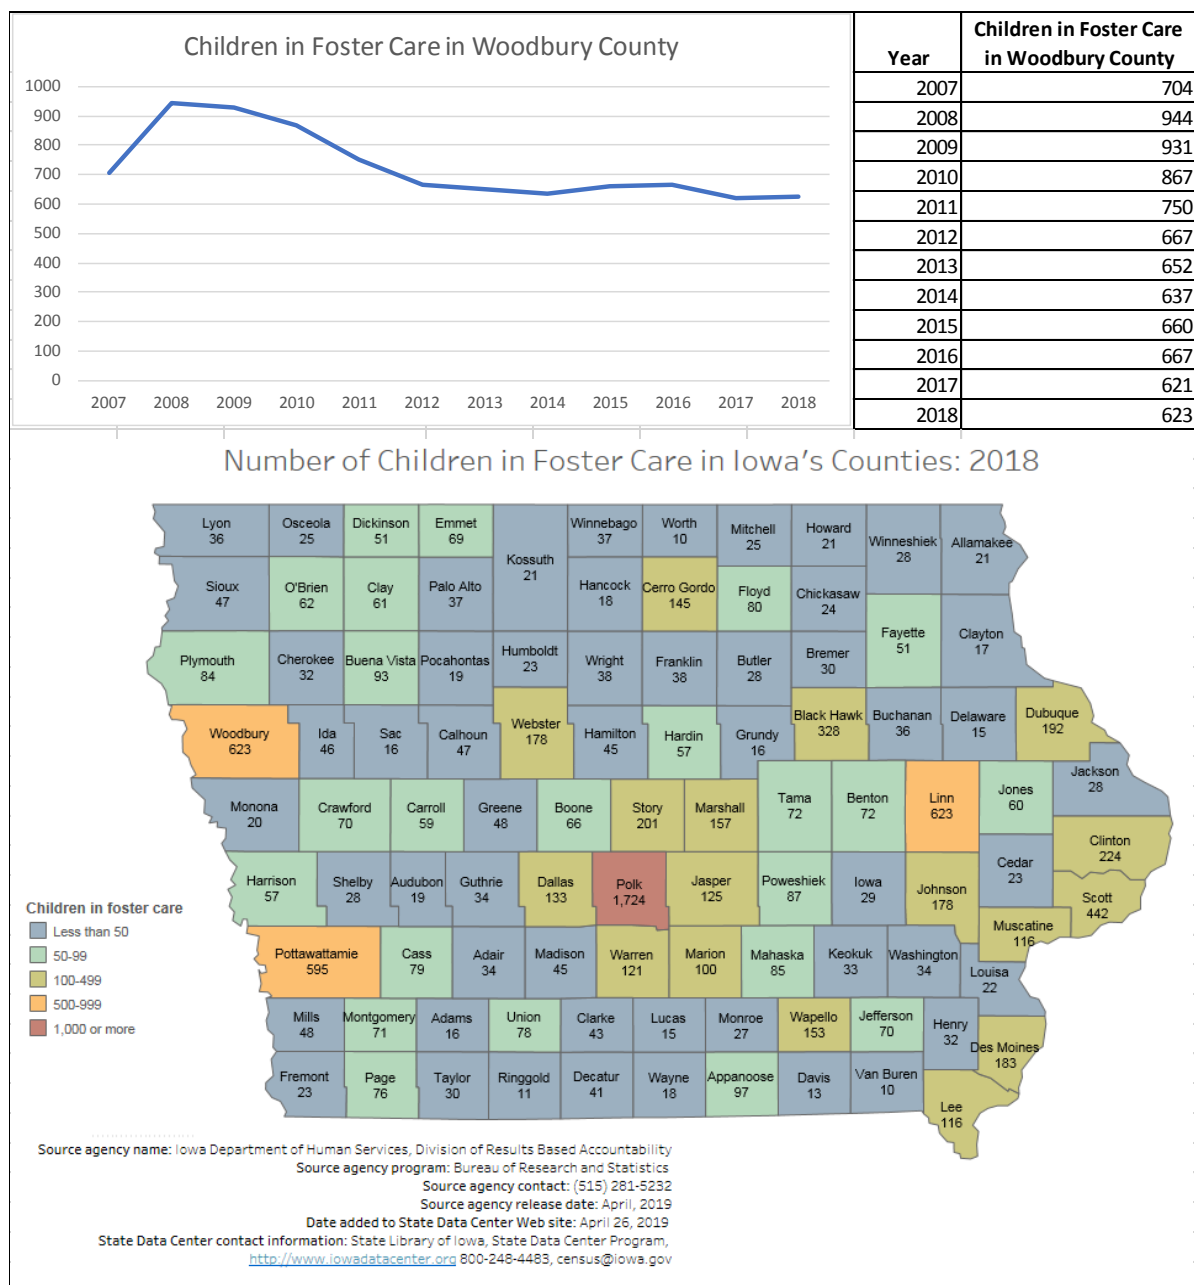 Children in Foster Care in Woodbury County
1000
900
800
700
600
500
400
300
200
100
0
2007 2008 2009 2010 2011 2012 2013 2014 2015 2016 2017 2018
Year Children in Foster Care in Woodbury County
2007 704
2008 944
2009 931
2010 867
2011 750
2012 667
2013 652
2014 637
2015 660
2016 667
2017 621
2018 623
Number of Children in Foster Care in Iowa's Counties: 2018
Lyon 36
Osceola 25
Dickinson 51
Emmet 69
Kossuth 21
Winnebago 37
Worth 10
Mitchell 25
Howard 21
Winneshiek 28
Allamakee 21
Sioux 47
O'Brien 62
Clay 61
Palo Alto 37
Hancock 18
Cerro Gordo 145
Floyd 80
Chickasaw 24
Fayette 51
Clayton 17
Plymouth 84
Cherokee 32
Buena Vista 93
Pocahontas 19
Humboldt 23
Wright 38
Franklin 38
Butler 28
Bremer 30
Woodbury 623
Ida 46
Sac 16
Calhoun 47
Webster 178
Hamilton 45
Hardin 57
Grundy 16
Black Hawk 328
Buchanan 36
Delaware 15
Dubuque 192
Monona 20
Crawford 70
Carroll 59
Greene 48
Boone 66
Story 201
Marshall 157
Tama 72
Benton 72
Linn 623
Jones 60
Jackson 28
Clinton 224
Harrison 57
Shelby 28
Audubon 19
Guthrie 34
Dallas 133
Polk 1,724
Jasper 125
Poweshiek 87
Iowa 29
Johnson 178
Cedar 23
Scott 442
Muscatine 116
Pottawattamie 595
Cass 79
Adair 34
Madison 45
Warren 121
Marion 100
Mahaska 85
Keokuk 33
Washington 34
Louisa 22
Mills 48
Montgomery 71
Adams 16
Union 78
Clarke 43
Lucas 15
Monroe 27
Wapello 153
Jefferson 70
Henry 32
Des Moines 183
Fremont 23
Page 76
Taylor 30
Ringgold 11
Decatur 41
Wayne 18
Appanoose 97
Davis 13
Van Buren 10
Lee 116
Children in foster care
Less than 50
50-99
100-499
500-999
1,000 or more
Source agency name: Iowa Department of Human Services, Division of Results Based Accountability
Source agency program: Bureau of Research and Statistics
Source agency contact: (515) 281-5232
Source agency release date: April, 2019
Date added to State Data Center Web site: April 26, 2019
State Data Center contact information: State Library of Iowa, State Data Center Program,
http://www.iowadatacenter.org 800-248-4483, census@iowa.gov